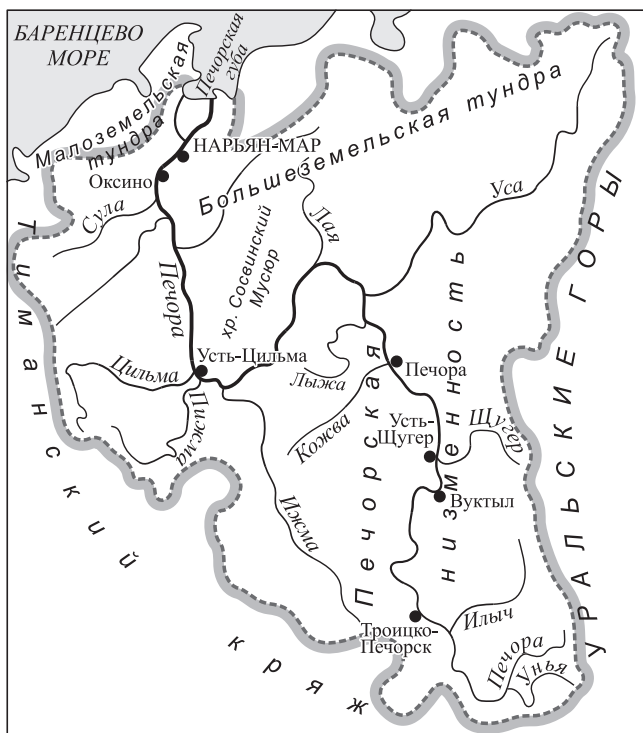 БАРЕНЦЕВО
МОРЕ
Печорская
губа
Малоземельская
тундра
НАРЬЯН-МАР
Оксино
Большеземельская тундра
Сула
Уса
Лая
хр. Сосвинский
Мусюр
Печора
Тиманский кряж
УРАЛЬСКИЕ ГОРЫ
Усть-Цильма
Цильма
Пижма
Лыжа
Печора
Кожва
Печорская
низменность
Усть-
Щугер
Щугер
Вуктыл
Ижма
Троицко-
Печорск
Илыч
Печора
Унья